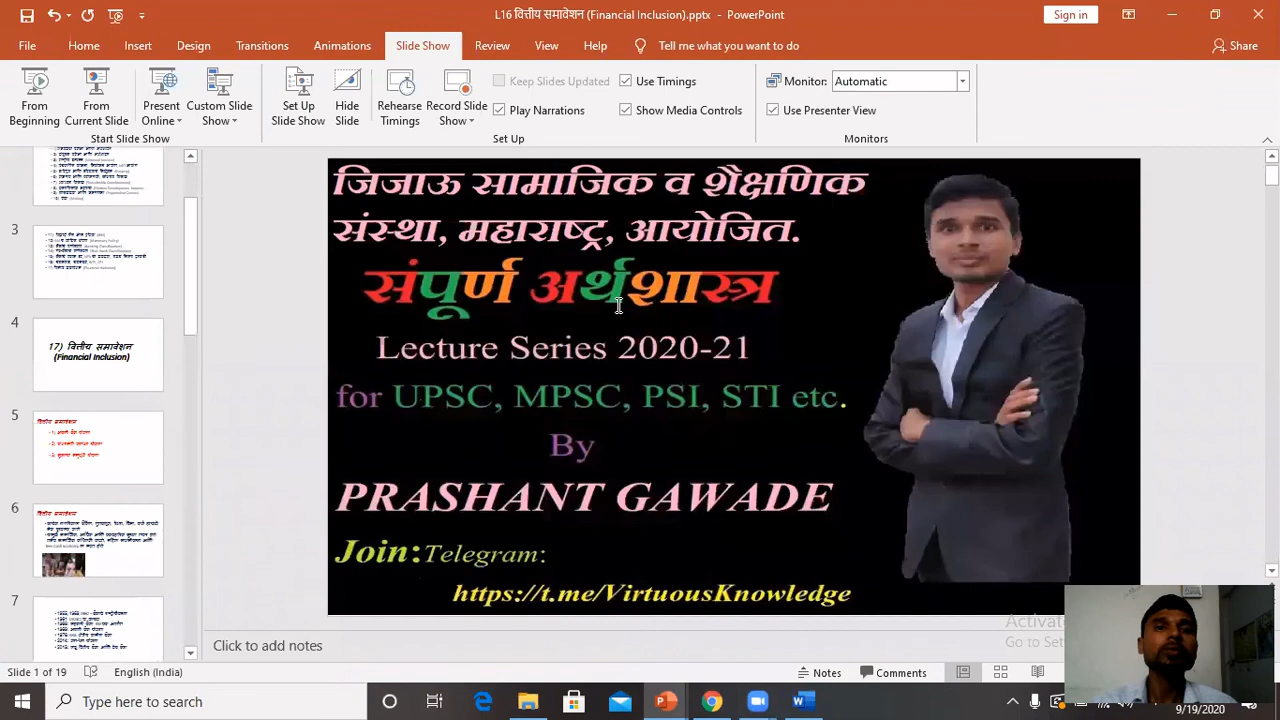 L16 वित्तीय समावेशन (Financial Inclusion).pptx - PowerPoint
Sign in
File Home Insert Design Transitions Animations Slide Show Review View Help Tell me what you want to do Share
From Beginning
From Current Slide
Present Online
Custom Slide Show
Start Slide Show
Set Up Slide Show
Hide Slide
Rehearse Timings
Record Slide Show
Keep Slides Updated
Play Narrations
Use Timings
Show Media Controls
Set Up
Monitor: Automatic
Use Presenter View
Monitors
3
4
17) वित्तीय समावेशन
(Financial Inclusion)
5
वित्तीय समावेशन
6
वित्तीय समावेशन
7
जिजाऊ सामाजिक व शैक्षणिक
संस्था, महाराष्ट्र, आयोजित.
संपूर्ण अर्थशास्त्र
Lecture Series 2020-21
for UPSC, MPSC, PSI, STI etc.
By
PRASHANT GAWADE
Join: Telegram:
https://t.me/VirtuousKnowledge
Click to add notes
Slide 1 of 19
English (India)
Notes
Comments
Type here to search
9/19/2020